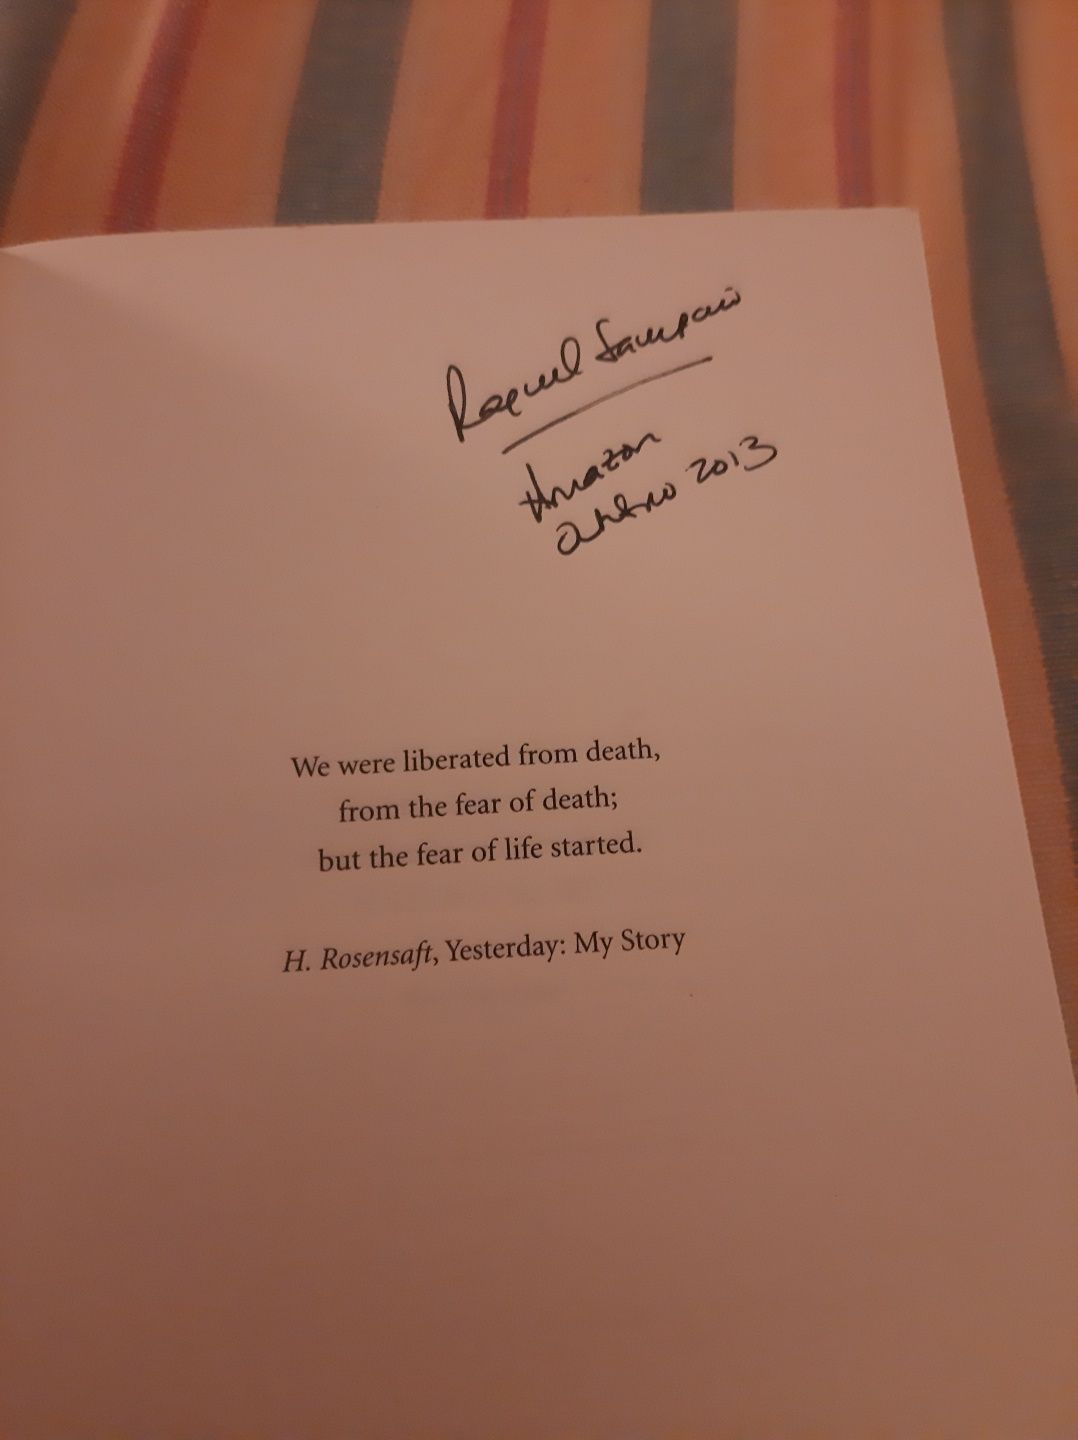 Raquel Sampaio
Amazon
Outubro 2013
We were liberated from death,
from the fear of death;
but the fear of life started.
H. Rosensaft, Yesterday: My Story